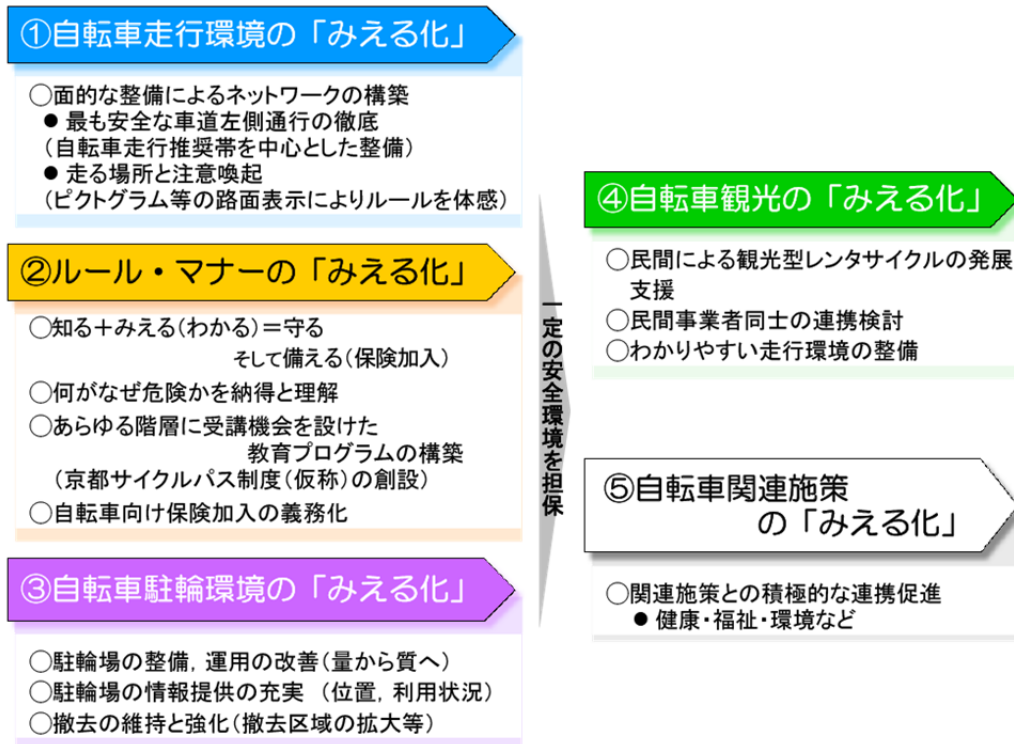 ①自転車走行環境の「みえる化」
○面的な整備によるネットワークの構築
● 最も安全な車道左側通行の徹底
(自転車走行推奨帯を中心とした整備)
● 走る場所と注意喚起
(ピクトグラム等の路面表示によりルールを体感)
②ルール・マナーの「みえる化」
○知る＋みえる(わかる)＝守る
そして備える(保険加入)
○何がなぜ危険かを納得と理解
○あらゆる階層に受講機会を設けた
教育プログラムの構築
(京都サイクルパス制度(仮称)の創設)
○自転車向け保険加入の義務化
③自転車駐輪環境の「みえる化」
○駐輪場の整備, 運用の改善(量から質へ)
○駐輪場の情報提供の充実 (位置, 利用状況)
○撤去の維持と強化(撤去区域の拡大等)
一定の安全環境を担保
④自転車観光の「みえる化」
○民間による観光型レンタサイクルの発展
支援
○民間事業者同士の連携検討
○わかりやすい走行環境の整備
⑤自転車関連施策
の「みえる化」
○関連施策との積極的な連携促進
● 健康・福祉・環境など